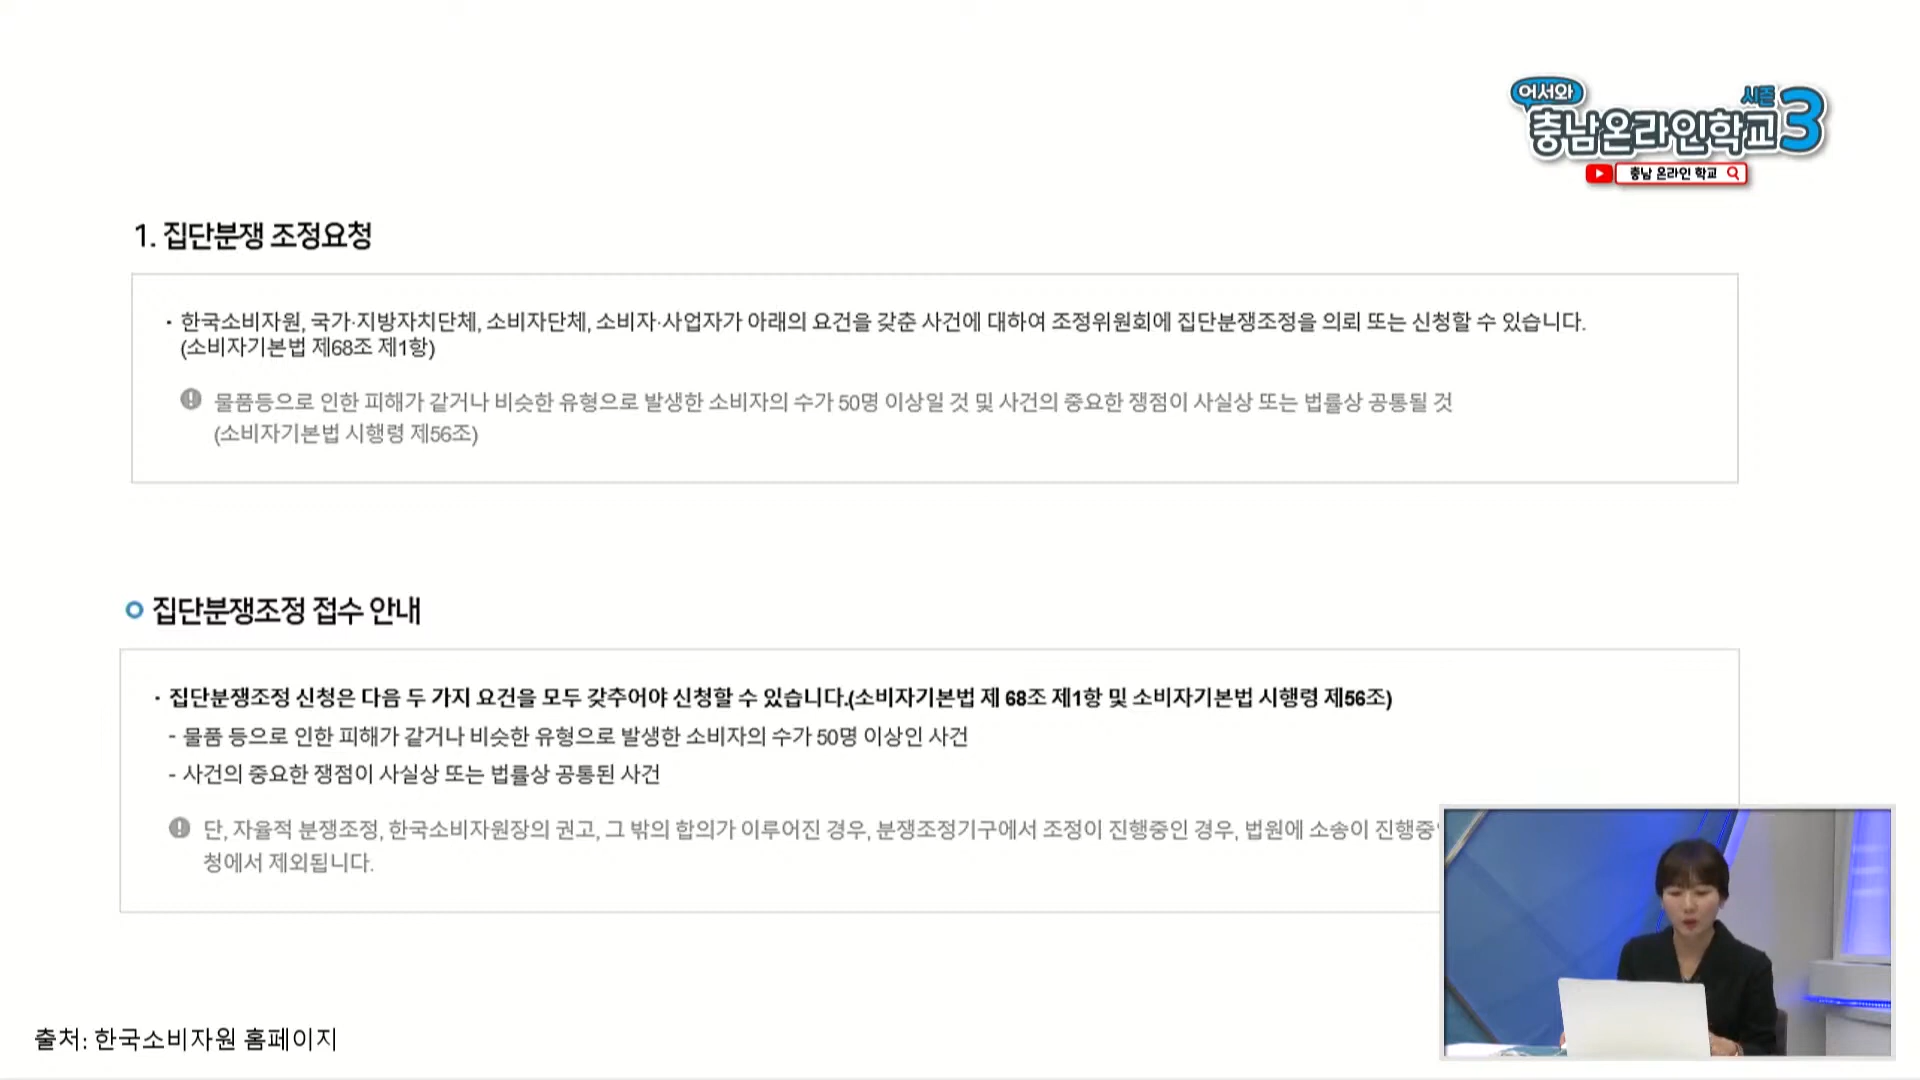 어서와
시즌
충남온라인학교3
충남 온라인 학교
1. 집단분쟁 조정요청
· 한국소비자원, 국가·지방자치단체, 소비자단체, 소비자·사업자가 아래의 요건을 갖춘 사건에 대하여 조정위원회에 집단분쟁조정을 의뢰 또는 신청할 수 있습니다.
(소비자기본법 제68조 제1항)
물품등으로 인한 피해가 같거나 비슷한 유형으로 발생한 소비자의 수가 50명 이상일 것 및 사건의 중요한 쟁점이 사실상 또는 법률상 공통될 것
(소비자기본법 시행령 제56조)
집단분쟁조정 접수 안내
· 집단분쟁조정 신청은 다음 두 가지 요건을 모두 갖추어야 신청할 수 있습니다.(소비자기본법 제 68조 제1항 및 소비자기본법 시행령 제56조)
- 물품 등으로 인한 피해가 같거나 비슷한 유형으로 발생한 소비자의 수가 50명 이상인 사건
- 사건의 중요한 쟁점이 사실상 또는 법률상 공통된 사건
단, 자율적 분쟁조정, 한국소비자원장의 권고, 그 밖의 합의가 이루어진 경우, 분쟁조정기구에서 조정이 진행중인 경우, 법원에 소송이 진행중
청에서 제외됩니다.
출처: 한국소비자원 홈페이지